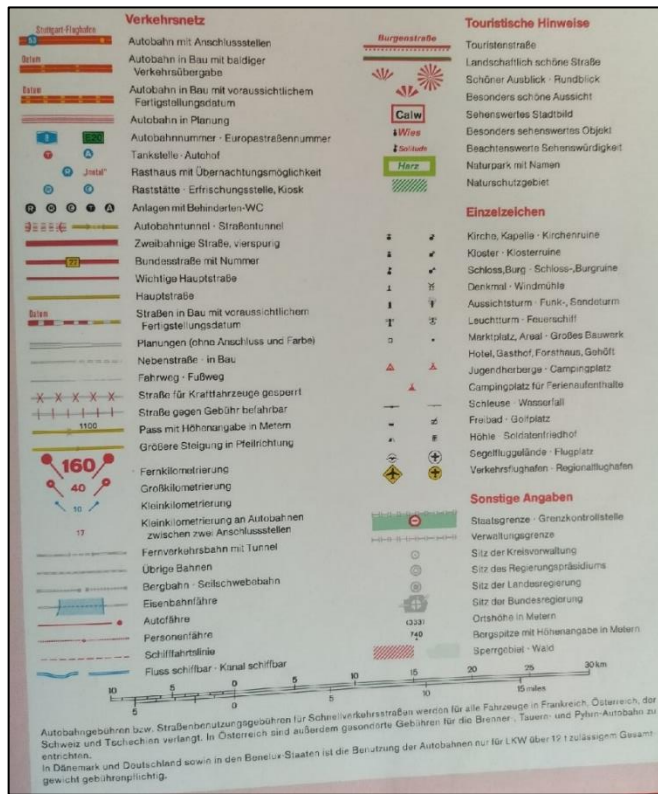 Verkehrsnetz
Stuttgart-Flughafen
Autobahn mit Anschlussstellen
Datum
Autobahn in Bau mit baldiger
Verkehrsübergabe
Datum
Autobahn in Bau mit voraussichtlichem
Fertigstellungsdatum
Autobahn in Planung
Autobahnnummer · Europastraßennummer
Tankstelle · Autohof
Rasthaus mit Übernachtungsmöglichkeit
Raststätte · Erfrischungsstelle, Kiosk
Anlagen mit Behinderten-WC
Autobahntunnel · Straßentunnel
Zweibahnige Straße, vierspurig
Bundesstraße mit Nummer
Wichtige Hauptstraße
Hauptstraße
Datum
Straßen in Bau mit voraussichtlichem
Fertigstellungsdatum
Planungen (ohne Anschluss und Farbe)
Nebenstraße · in Bau
Fahrweg · Fußweg
Straße für Kraftfahrzeuge gesperrt
Straße gegen Gebühr befahrbar
1100
Pass mit Höhenangabe in Metern
Größere Steigung in Pfeilrichtung
160
Fernkilometrierung
40
Großkilometrierung
10
Kleinkilometrierung
17
Kleinkilometrierung an Autobahnen
zwischen zwei Anschlussstellen
Fernverkehrsbahn mit Tunnel
Übrige Bahnen
Bergbahn · Seilschwebebahn
Eisenbahnfähre
Autofähre
Personenfähre
Schifffahrtslinie
Fluss schiffbar · Kanal schiffbar
Touristische Hinweise
Burgenstraße
Touristenstraße
Landschaftlich schöne Straße
Schöner Ausblick · Rundblick
Besonders schöne Aussicht
Calw
Sehenswertes Stadtbild
Wies
Besonders sehenswertes Objekt
Solitude
Beachtenswerte Sehenswürdigkeit
Harz
Naturpark mit Namen
Naturschutzgebiet
Einzelzeichen
Kirche, Kapelle · Kirchenruine
Kloster · Klosterruine
Schloss, Burg · Schloss-, Burgruine
Denkmal · Windmühle
Aussichtsturm · Funk-, Sendeturm
Leuchtturm · Feuerschiff
Marktplatz, Areal · Großes Bauwerk
Hotel, Gasthof, Forsthaus, Gehöft
Jugendherberge · Campingplatz
Campingplatz für Ferienaufenthalte
Schleuse · Wasserfall
Freibad · Golfplatz
Höhle · Soldatenfriedhof
Segelfluggelände · Flugplatz
Verkehrsflughafen · Regionalflughafen
Sonstige Angaben
Staatsgrenze · Grenzkontrollstelle
Verwaltungsgrenze
Sitz der Kreisverwaltung
Sitz des Regierungspräsidiums
Sitz der Landesregierung
Sitz der Bundesregierung
(333)
Ortshöhe in Metern
740
Bergspitze mit Höhenangabe in Metern
Sperrgebiet · Wald
10 5 0 5 10 15 20 25 30 km
5 0 5 10 15 miles
Autobahngebühren bzw. Straßenbenutzungsgebühren für Schnellverkehrsstraßen werden für alle Fahrzeuge in Frankreich, Österreich, der
Schweiz und Tschechien verlangt. In Österreich sind außerdem gesonderte Gebühren für die Brenner-, Tauern- und Pyhrn-Autobahn zu
entrichten.
In Dänemark und Deutschland sowie in den Benelux-Staaten ist die Benutzung der Autobahnen nur für LKW über 12 t zulässigem Gesamt-
gewicht gebührenpflichtig.